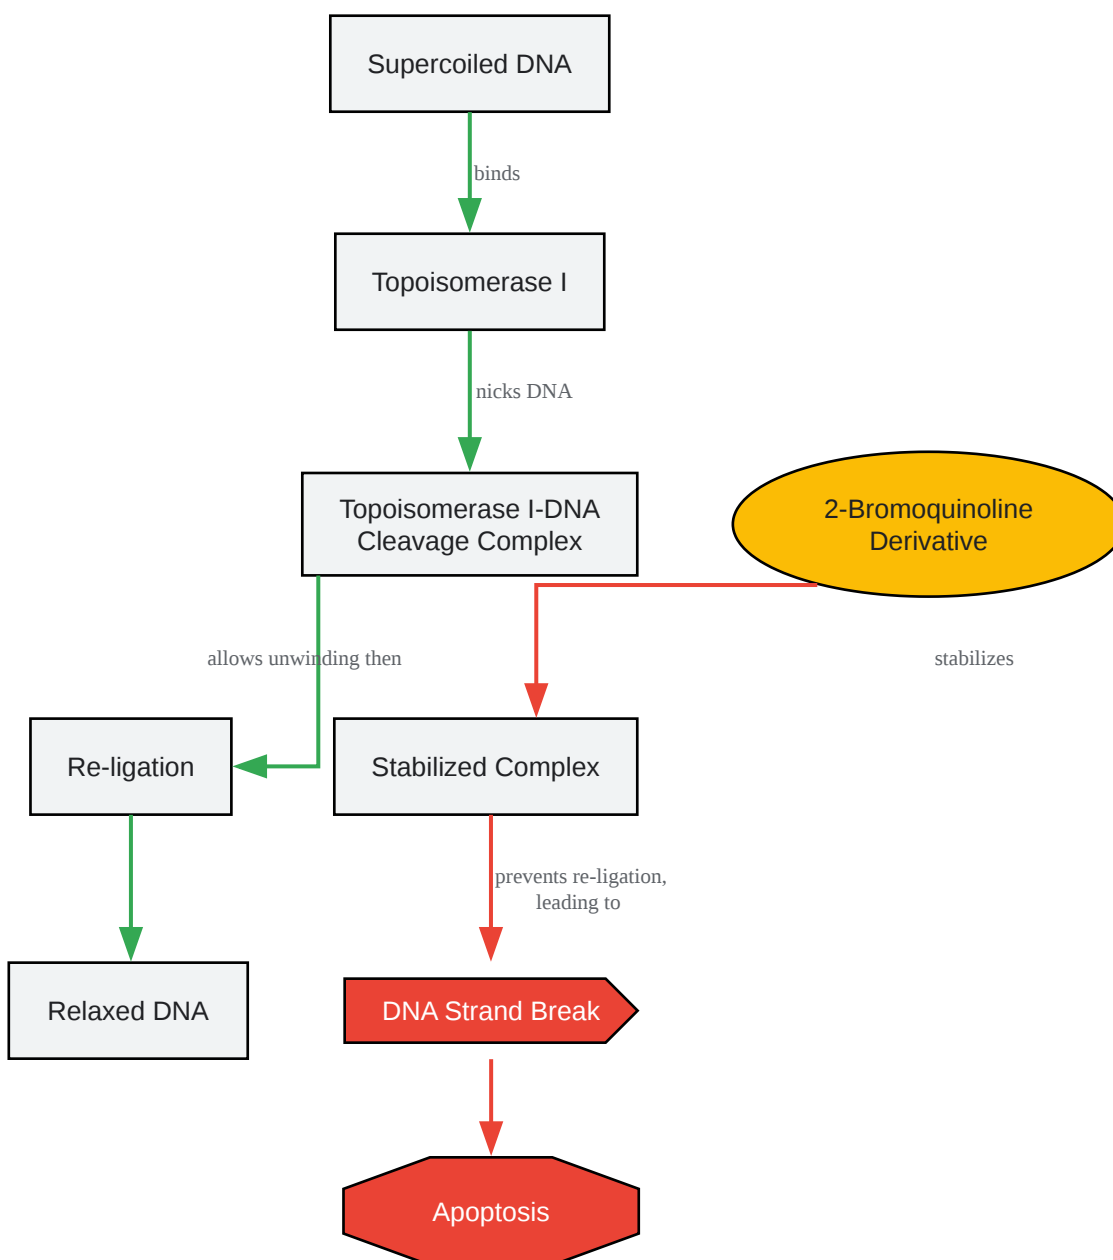 Supercoiled DNA
binds
Topoisomerase I
nicks DNA
Topoisomerase I-DNA
Cleavage Complex
2-Bromoquinoline
Derivative
allows unwinding then
stabilizes
Re-ligation
Stabilized Complex
prevents re-ligation,
leading to
Relaxed DNA
DNA Strand Break
Apoptosis